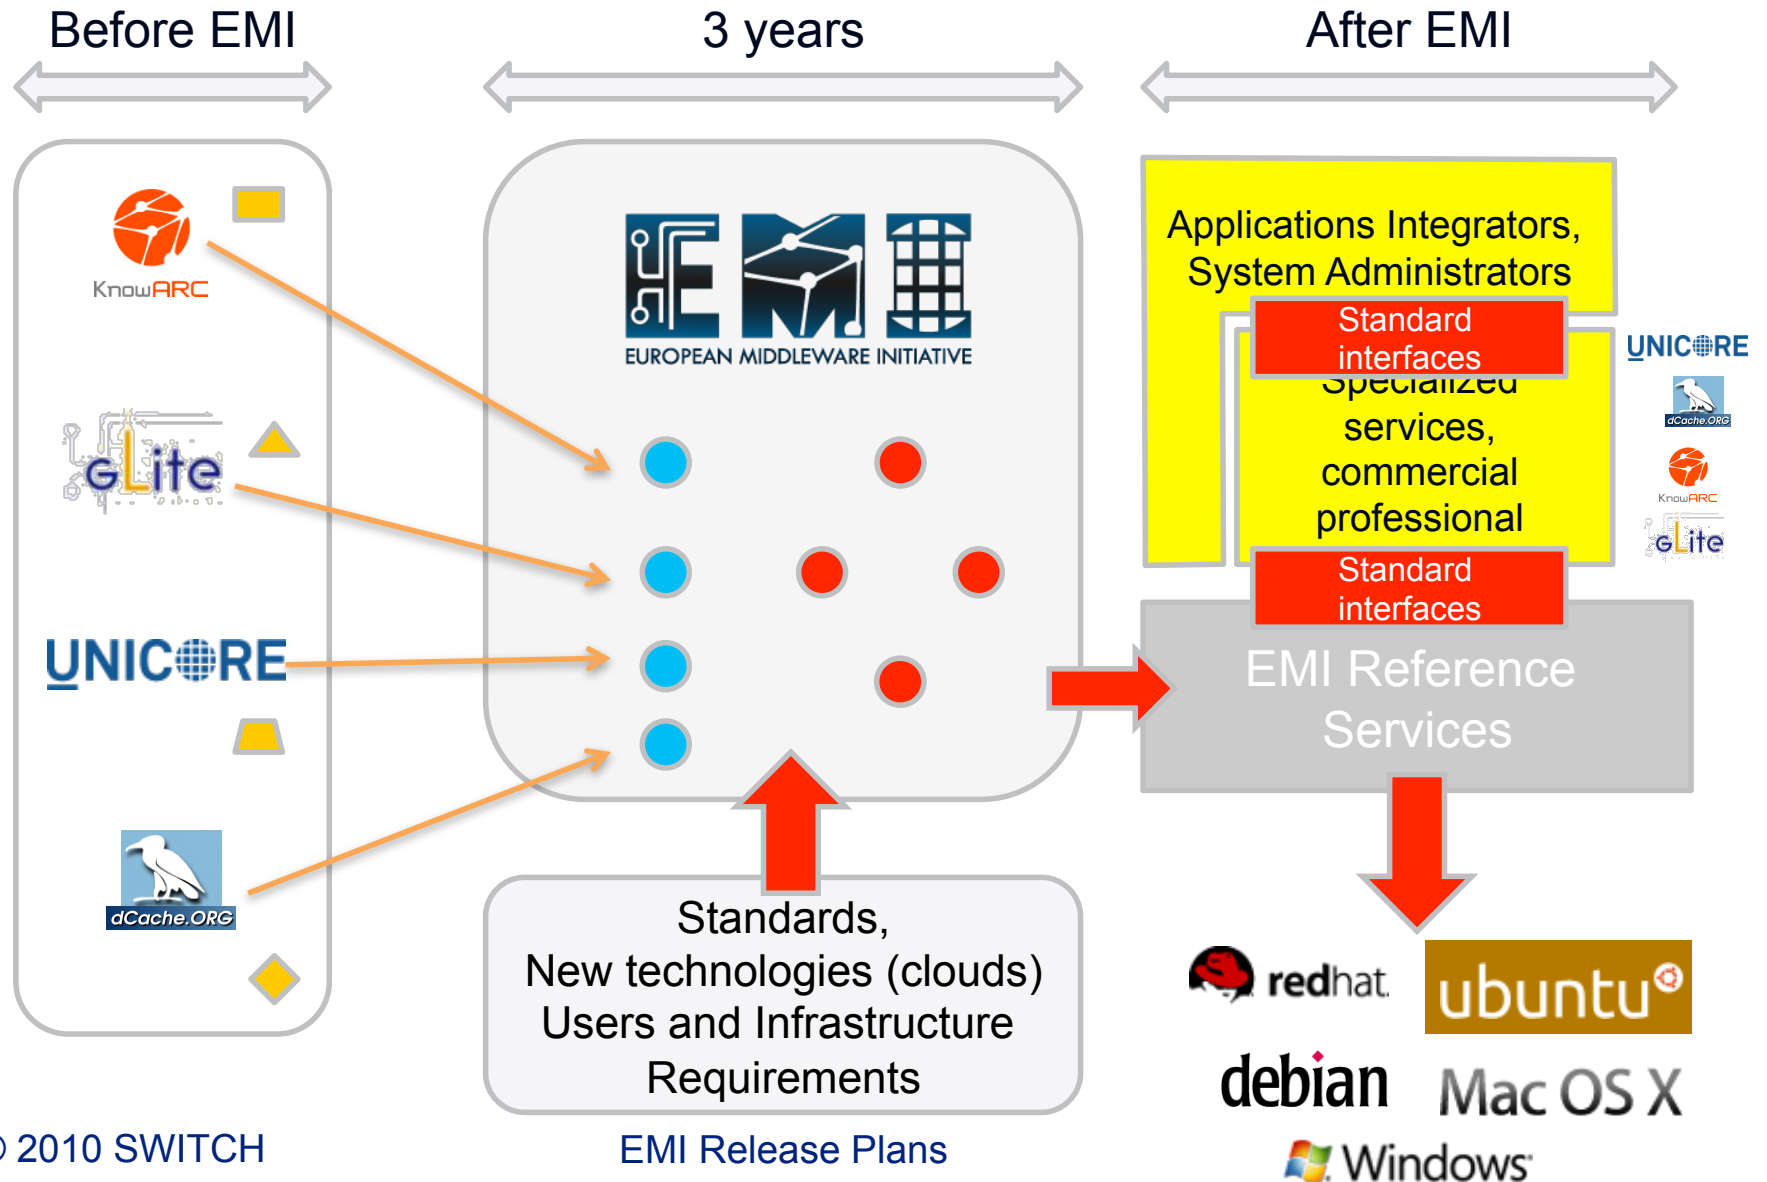 Before EMI
3 years
After EMI
KnowARC
gLite
UNICORE
dCache.ORG
EMI
EUROPEAN MIDDLEWARE INITIATIVE
Standards,
New technologies (clouds)
Users and Infrastructure
Requirements
Applications Integrators,
System Administrators
Standard
interfaces
Specialized
services,
commercial
professional
Standard
interfaces
UNICORE
dCache.ORG
KnowARC
gLite
EMI Reference
Services
redhat.
ubuntu
debian
Mac OS X
Windows
© 2010 SWITCH
EMI Release Plans